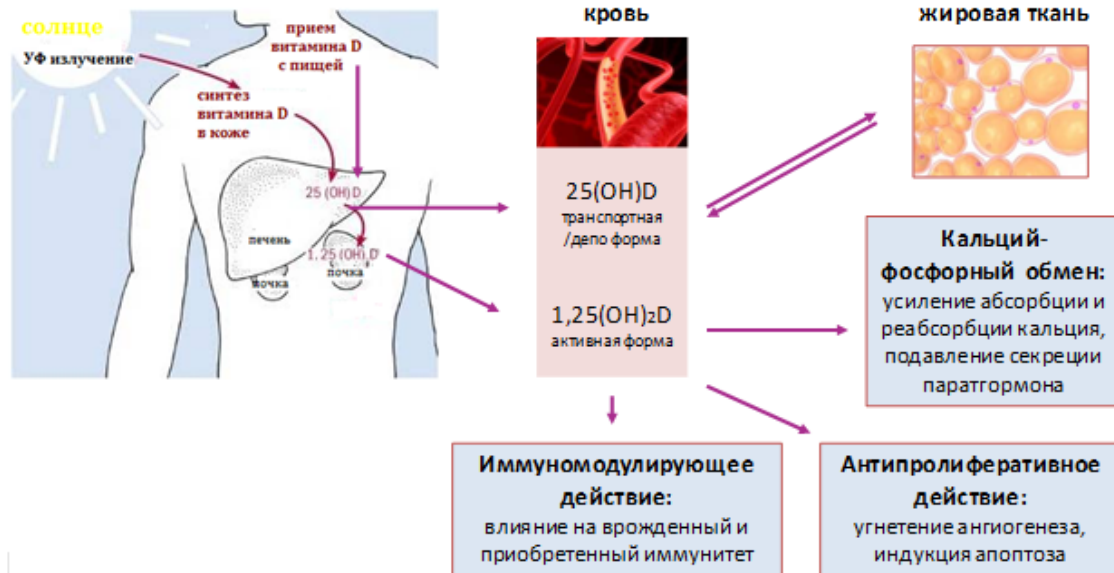 солнце
УФ излучение
прием
витамина D
с пищей
синтез
витамина D
в коже
25 (OH)D
печень
1,25 (OH) D
почка
почка
кровь
25(OH)D
транспортная
/депо форма
1,25(OH)₂D
активная форма
жировая ткань
Кальций-
фосфорный обмен:
усиление абсорбции и
реабсорбции кальция,
подавление секреции
паратгормона
Иммуномодулирующее
действие:
влияние на врожденный и
приобретенный иммунитет
Антипролиферативное
действие:
угнетение ангиогенеза,
индукция апоптоза